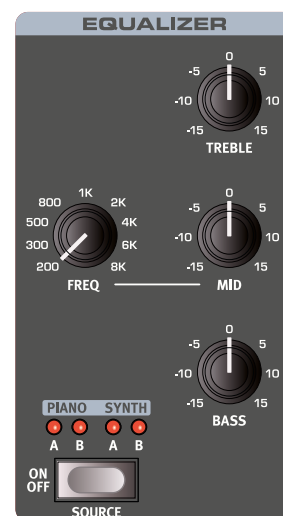 EQUALIZER
0
-5 5
-10 10
-15 15
TREBLE
1K
800 2K
500 4K
300 6K
200 8K
FREQ
0
-5 5
-10 10
-15 15
MID
0
-5 5
-10 10
-15 15
BASS
PIANO SYNTH
A B A B
ON
OFF
SOURCE